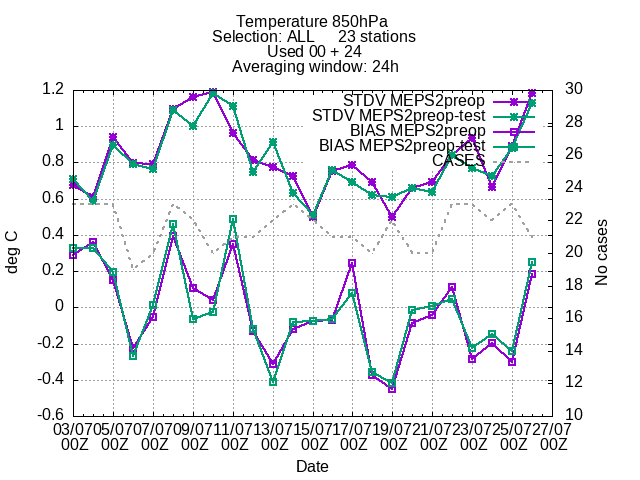 Temperature 850hPa
Selection: ALL 23 stations
Used 00 + 24
Averaging window: 24h
1.2
1
0.8
0.6
0.4
0.2
0
-0.2
-0.4
-0.6
deg C
30
28
26
24
22
20
18
16
14
12
10
No cases
STDV MEPS2preop
STDV MEPS2preop-test
BIAS MEPS2preop
BIAS MEPS2preop-test
CASES
03/07 05/07 07/07 09/07 11/07 13/07 15/07 17/07 19/07 21/07 23/07 25/07 27/07
00Z 00Z 00Z 00Z 00Z 00Z 00Z 00Z 00Z 00Z 00Z 00Z 00Z
Date